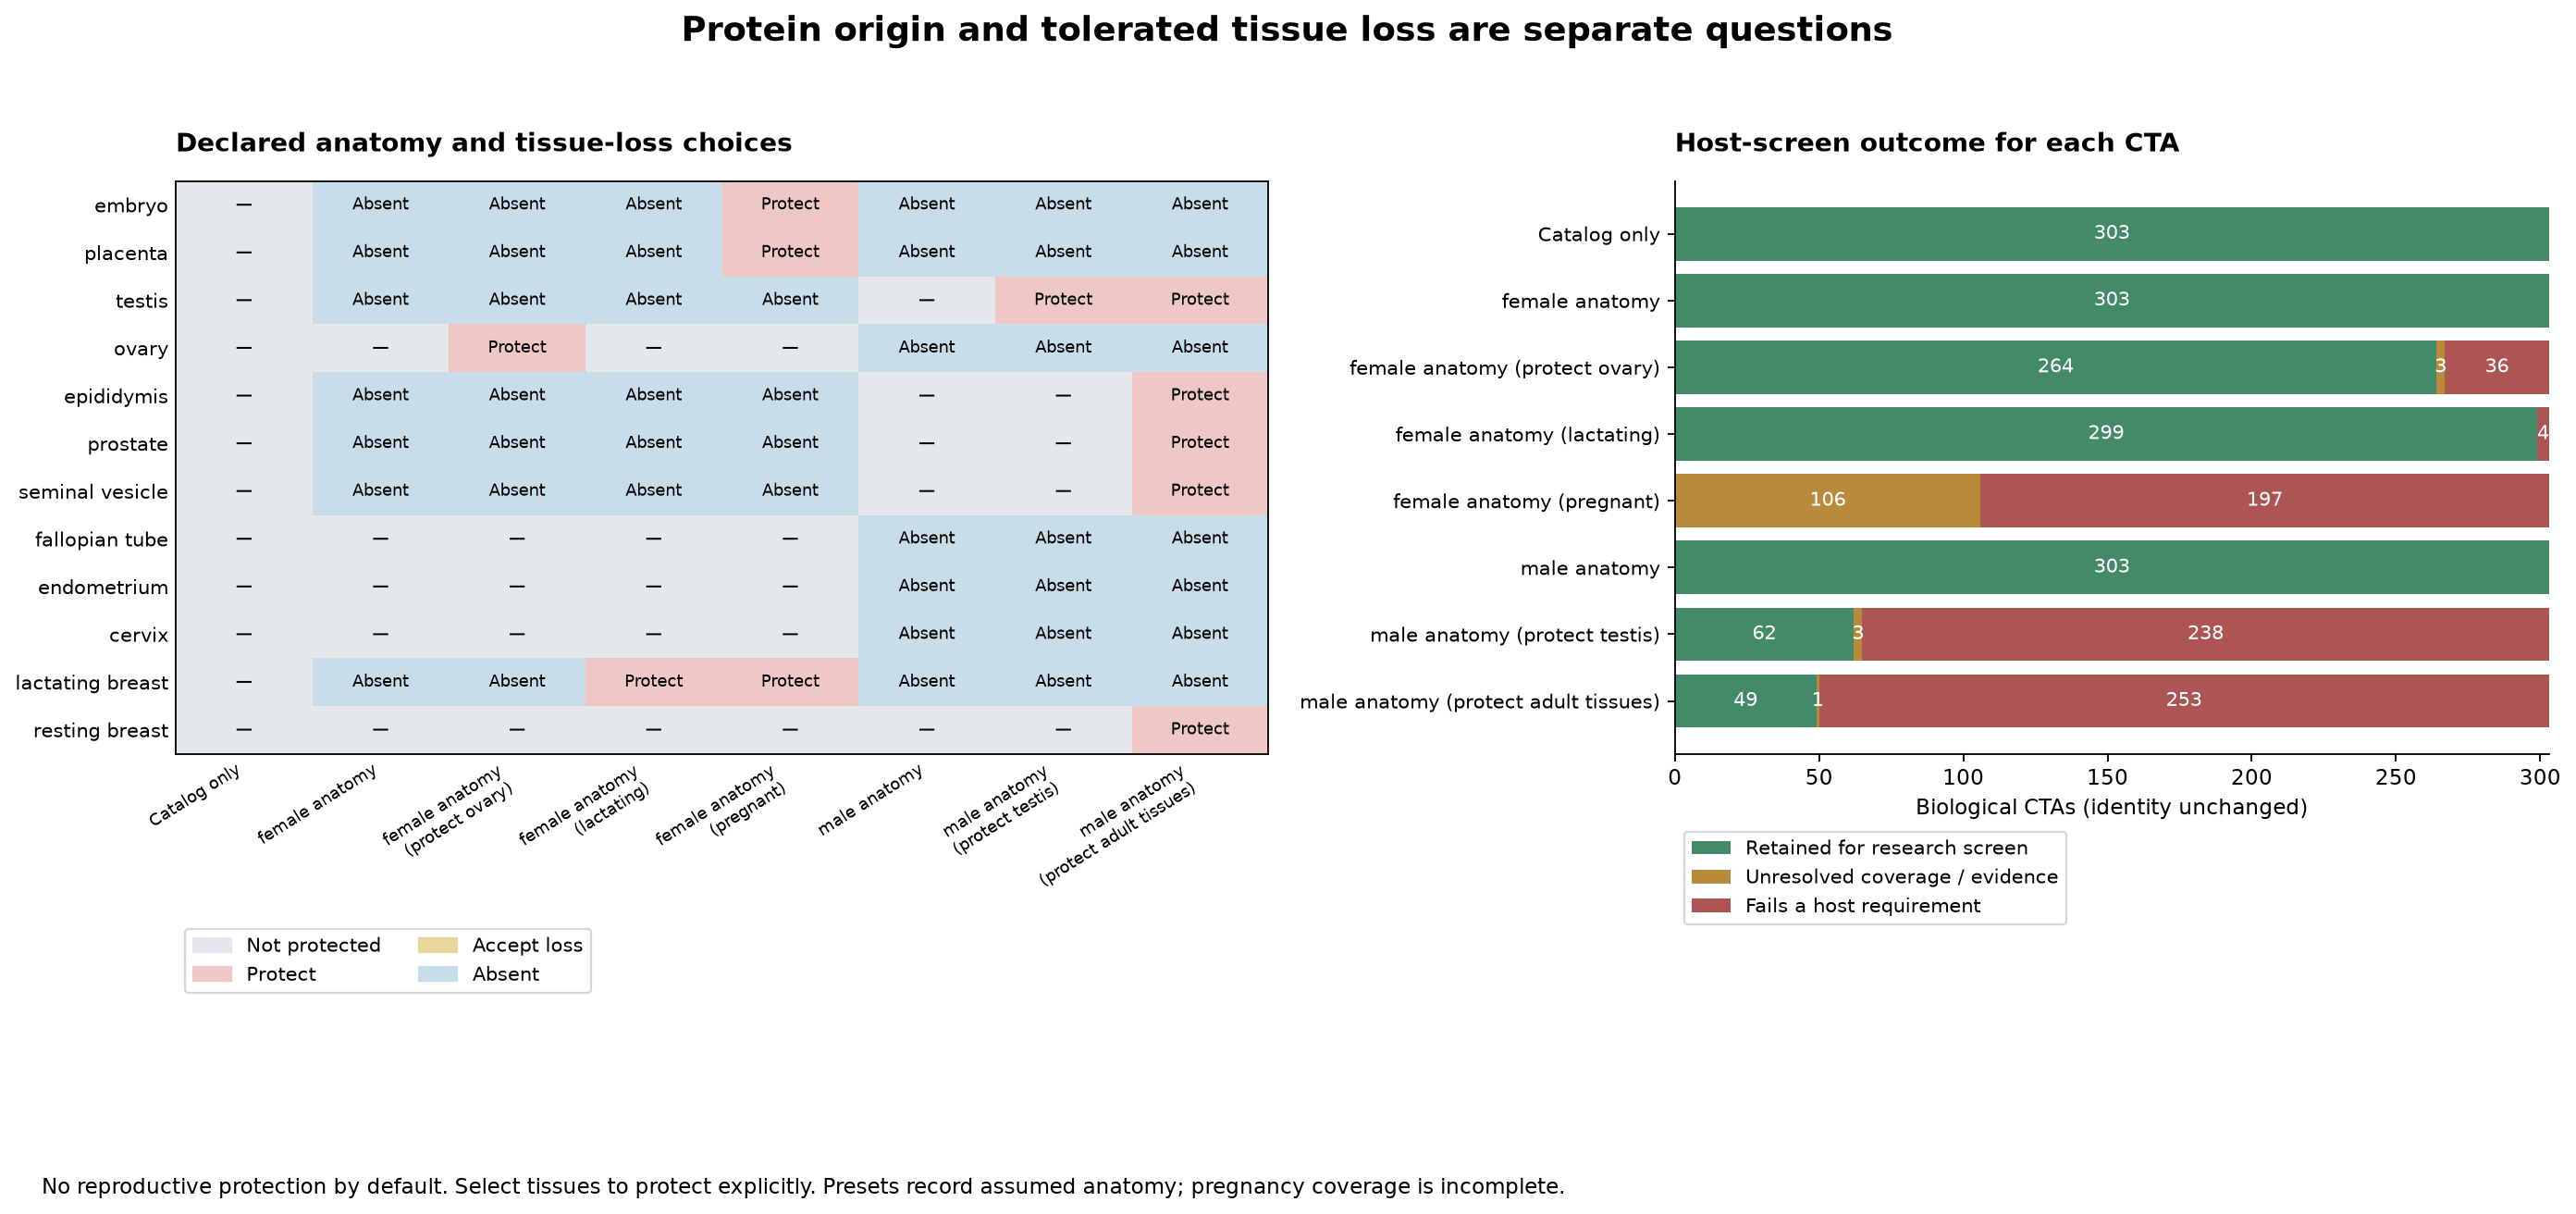 Protein origin and tolerated tissue loss are separate questions
Declared anatomy and tissue-loss choices
embryo — Absent Absent Absent Protect Absent Absent Absent
placenta — Absent Absent Absent Protect Absent Absent Absent
testis — Absent Absent Absent Absent — Protect Protect
ovary — — Protect — — Absent Absent Absent
epididymis — Absent Absent Absent Absent — — Protect
prostate — Absent Absent Absent Absent — — Protect
seminal vesicle — Absent Absent Absent Absent — — Protect
fallopian tube — — — — — Absent Absent Absent
endometrium — — — — — Absent Absent Absent
cervix — — — — — Absent Absent Absent
lactating breast — Absent Absent Protect Protect Absent Absent Absent
resting breast — — — — — — — Protect
Catalog only
female anatomy
female anatomy
(protect ovary)
female anatomy
(lactating)
female anatomy
(pregnant)
male anatomy
male anatomy
(protect testis)
male anatomy
(protect adult tissues)
Not protected
Accept loss
Protect
Absent
Host-screen outcome for each CTA
Catalog only 303
female anatomy 303
female anatomy (protect ovary) 264 3 36
female anatomy (lactating) 299 4
female anatomy (pregnant) 106 197
male anatomy 303
male anatomy (protect testis) 62 3 238
male anatomy (protect adult tissues) 49 1 253
0 50 100 150 200 250 300
Biological CTAs (identity unchanged)
Retained for research screen
Unresolved coverage / evidence
Fails a host requirement
No reproductive protection by default. Select tissues to protect explicitly. Presets record assumed anatomy; pregnancy coverage is incomplete.